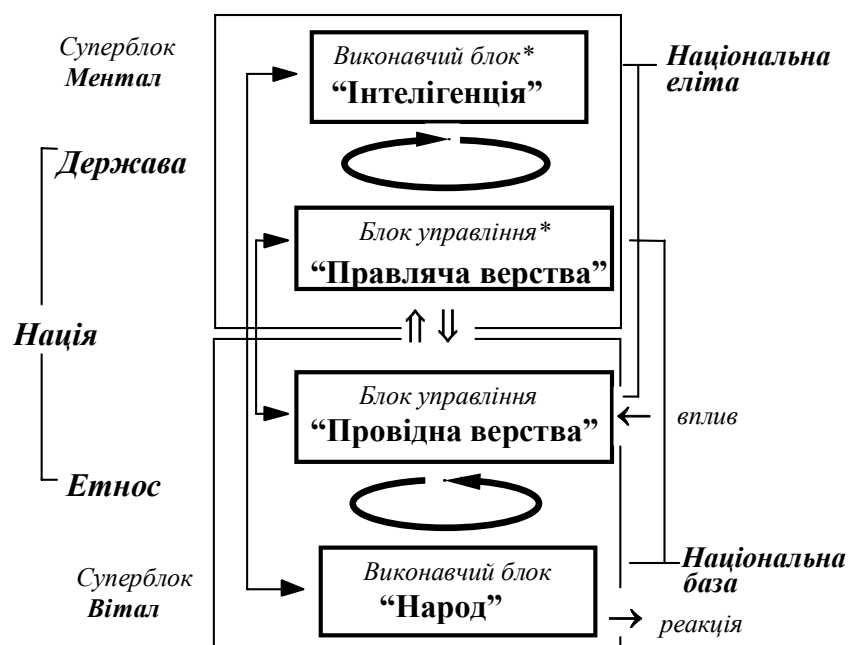 Суперблок
Ментал
Виконавчий блок*
“Інтелігенція”
Національна
еліта
Держава
Блок управління*
“Правляча верства”
Нація
Блок управління
“Провідна верства”
вплив
Етнос
Суперблок
Вітал
Виконавчий блок
“Народ”
Національна
база
реакція